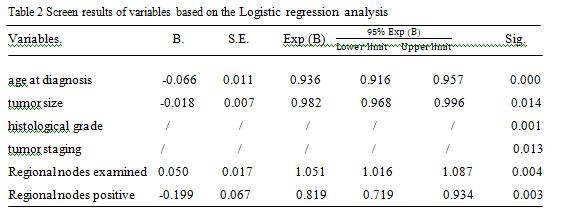 Table 2 Screen results of variables based on the Logistic regression analysis
Variables. B. S.E. Exp (B) 95% Exp (B) Sig.
Lower limit Upper limit
age at diagnosis -0.066 0.011 0.936 0.916 0.957 0.000
tumor size -0.018 0.007 0.982 0.968 0.996 0.014
histological grade / / / / / 0.001
tumor staging / / / / / 0.013
Regional nodes examined 0.050 0.017 1.051 1.016 1.087 0.004
Regional nodes positive -0.199 0.067 0.819 0.719 0.934 0.003